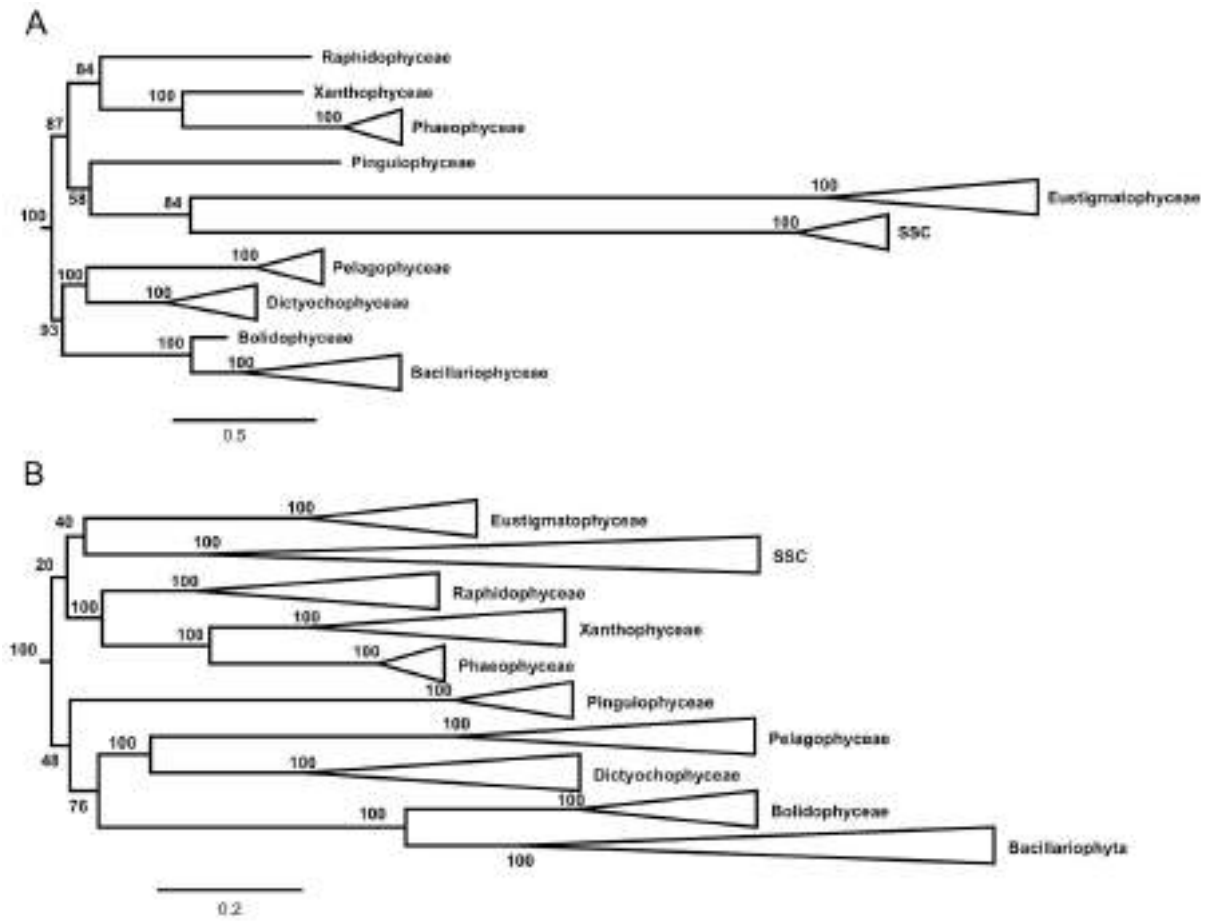 A
84 Raphidophyceae
100 Xanthophyceae
87 100 Phaeophyceae
Pinguiophyceae
58 84 100 Eustigmatophyceae
100 100 SSC
100 Pelagophyceae
100 100 Dictyochophyceae
93 100 Bolidophyceae
100 Bacillariophyceae
0.5
B
40 100 Eustigmatophyceae
100 SSC
20 100 Raphidophyceae
100 100 Xanthophyceae
100 100 100 Phaeophyceae
100 Pinguiophyceae
100 Pelagophyceae
48 100 100 Dictyochophyceae
76 100 100 Bolidophyceae
100 Bacillariophyta
0.2